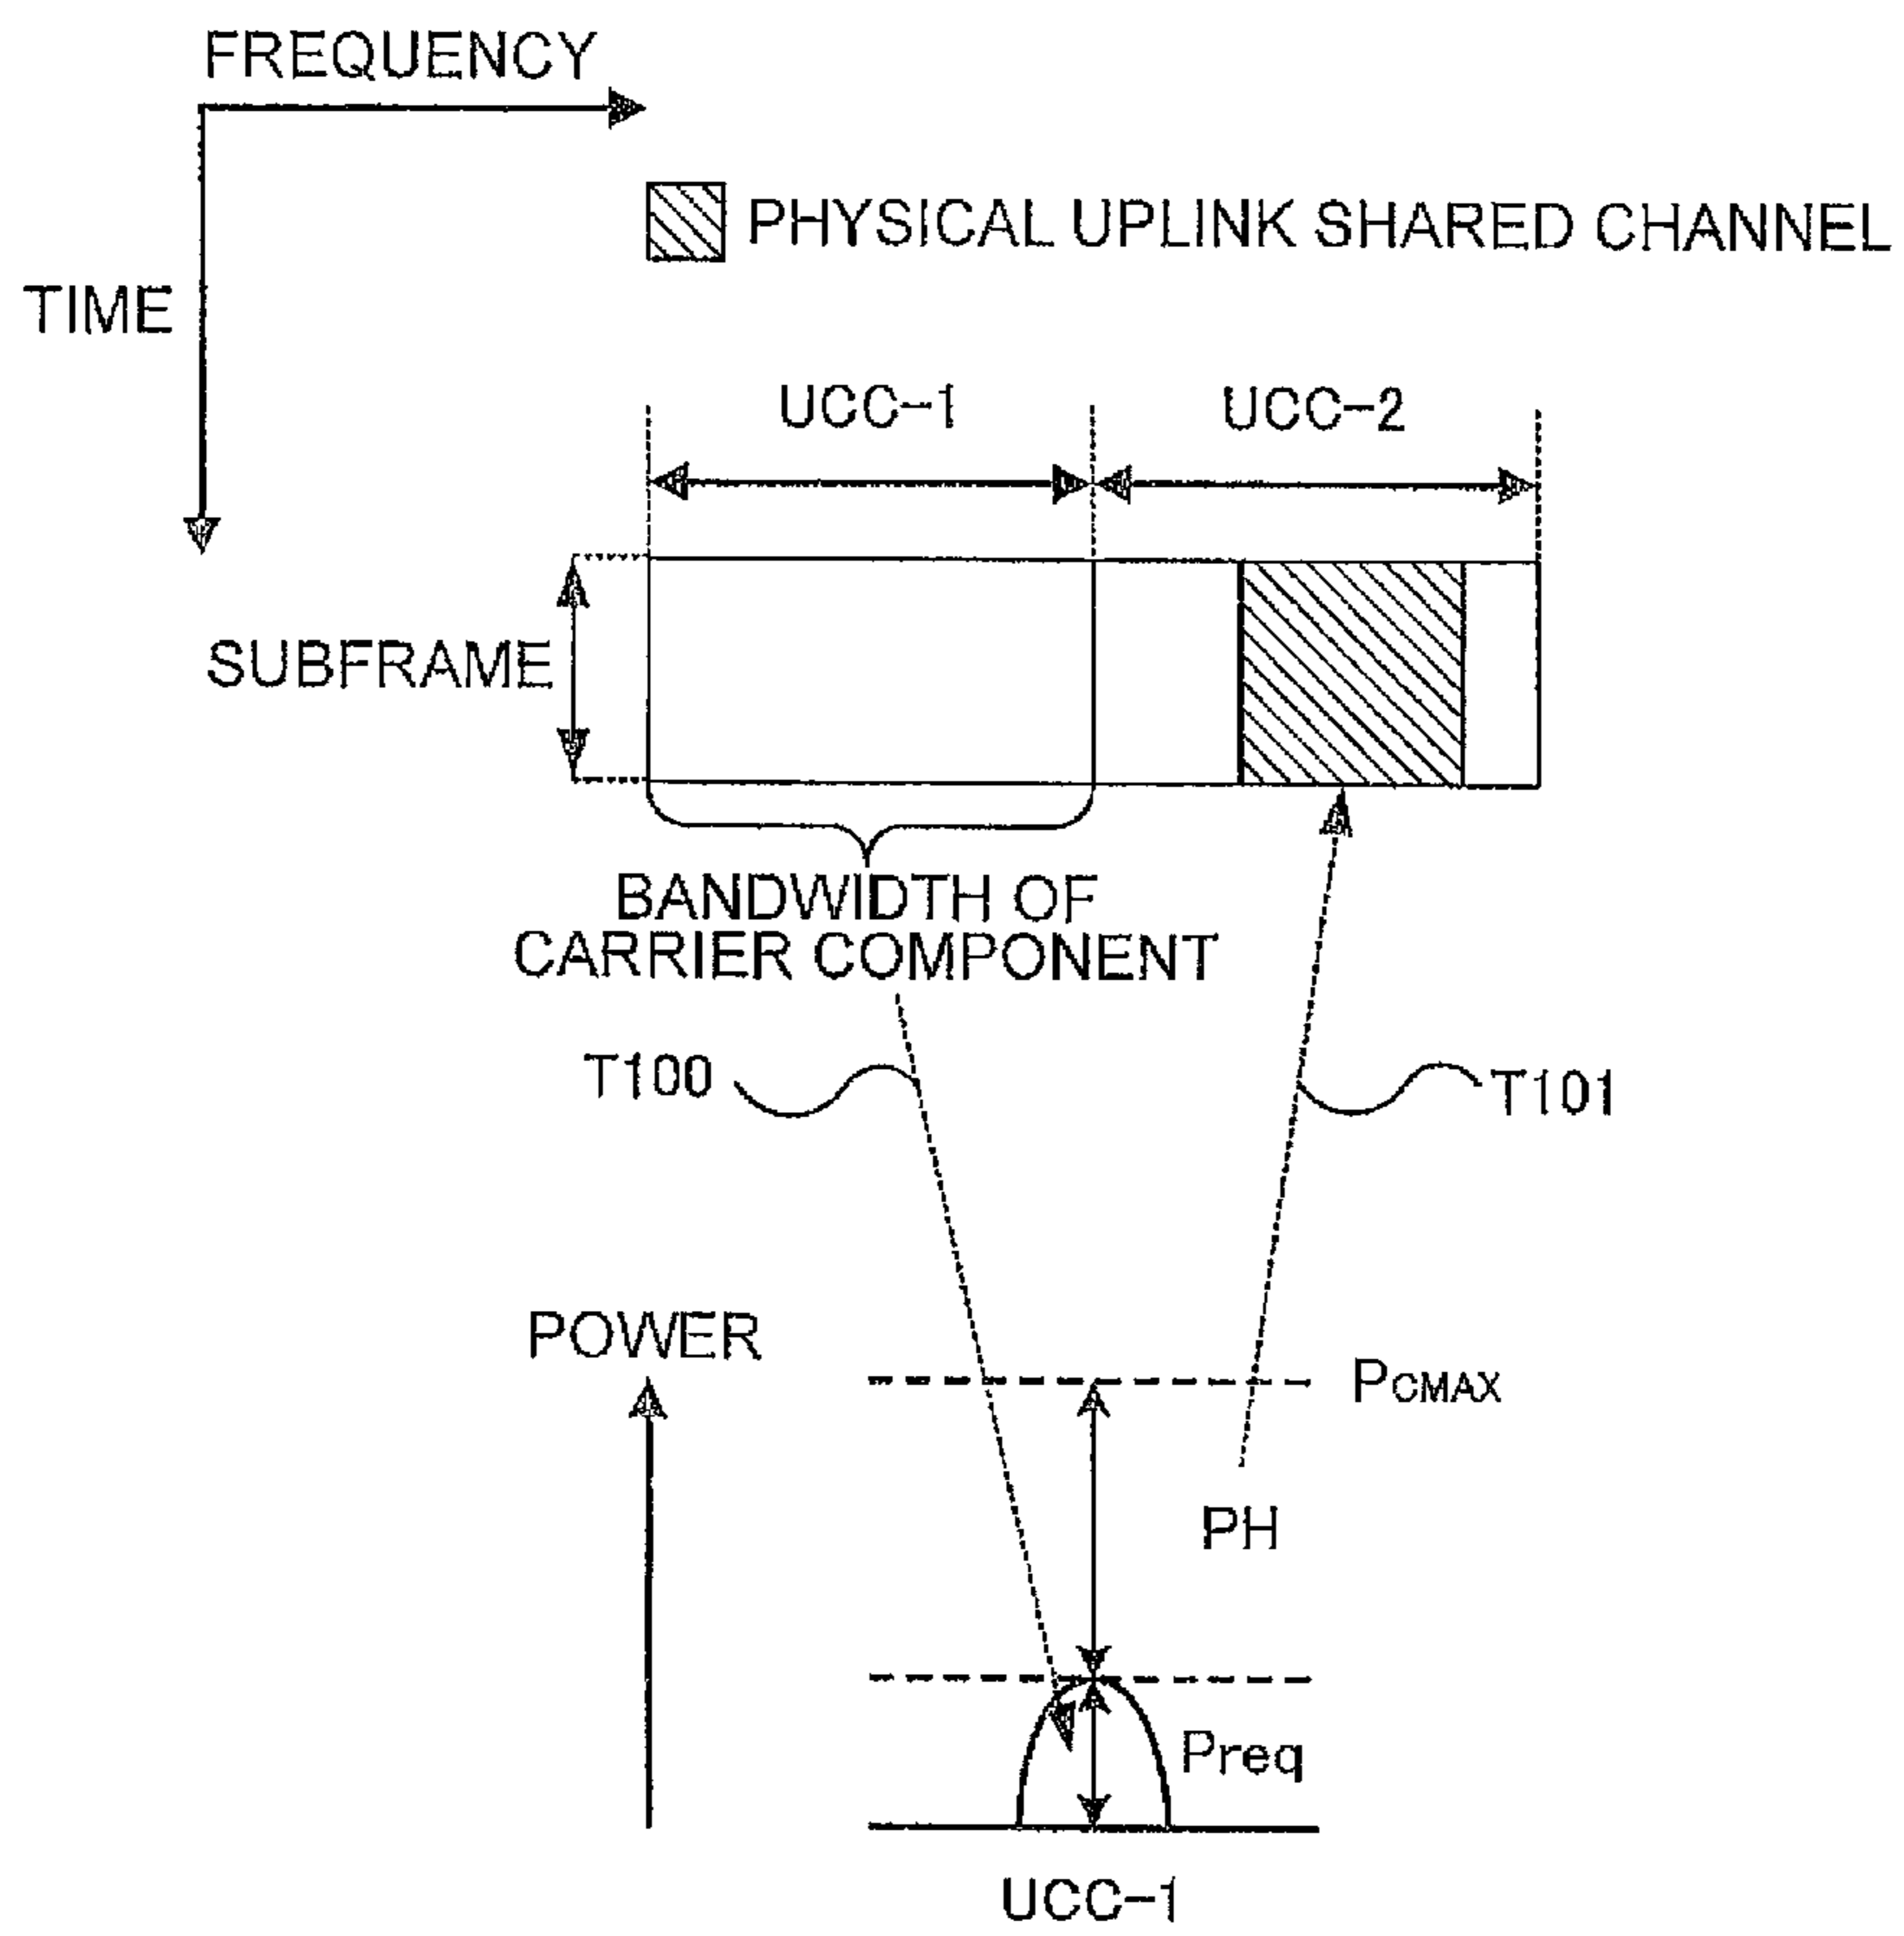 FREQUENCY
PHYSICAL UPLINK SHARED CHANNEL
TIME
UCC-1
UCC-2
SUBFRAME
BANDWIDTH OF
CARRIER COMPONENT
T100
T101
POWER
PCMAX
PH
Preq
UCC-1